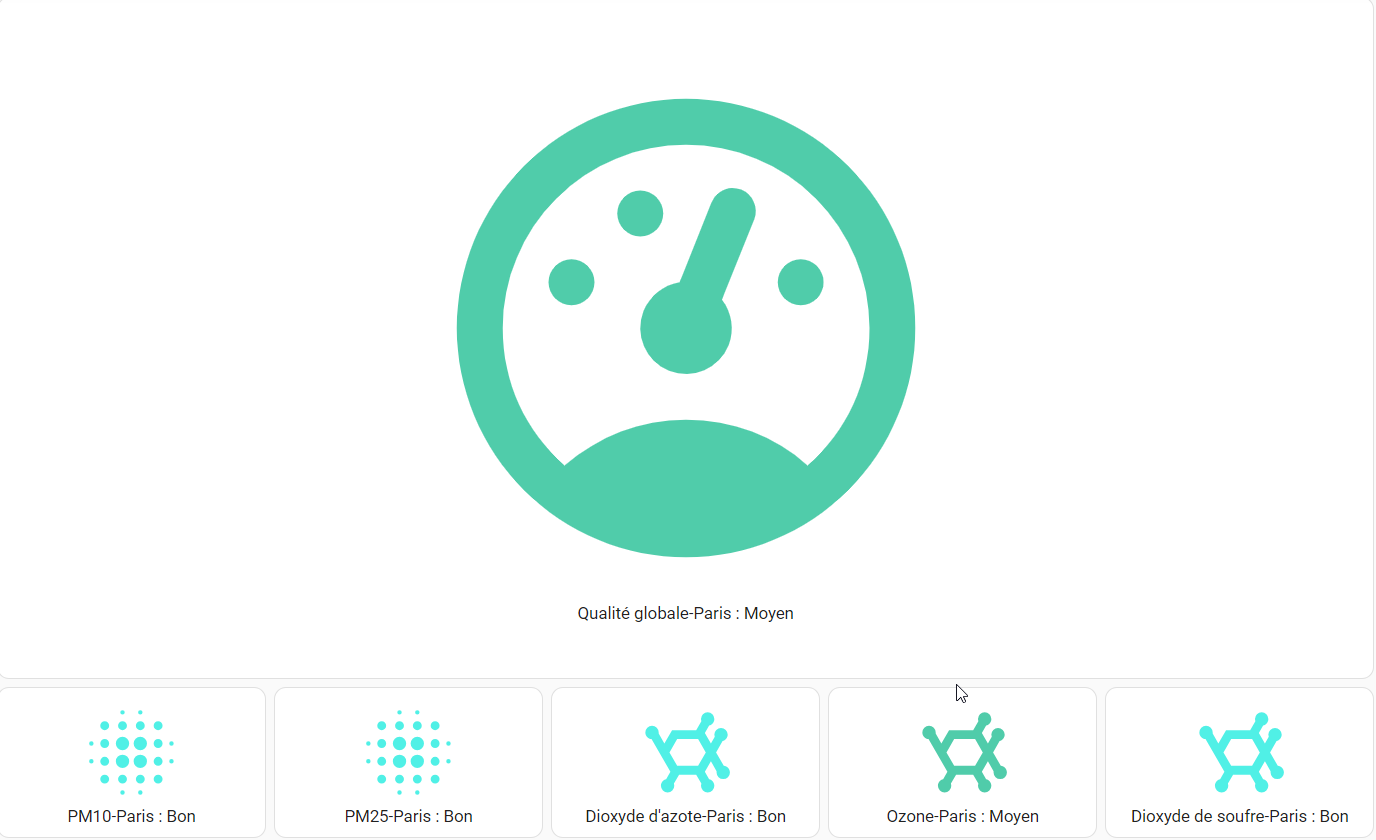 Qualité globale-Paris : Moyen
PM10-Paris : Bon
PM25-Paris : Bon
Dioxyde d'azote-Paris : Bon
Ozone-Paris : Moyen
Dioxyde de soufre-Paris : Bon